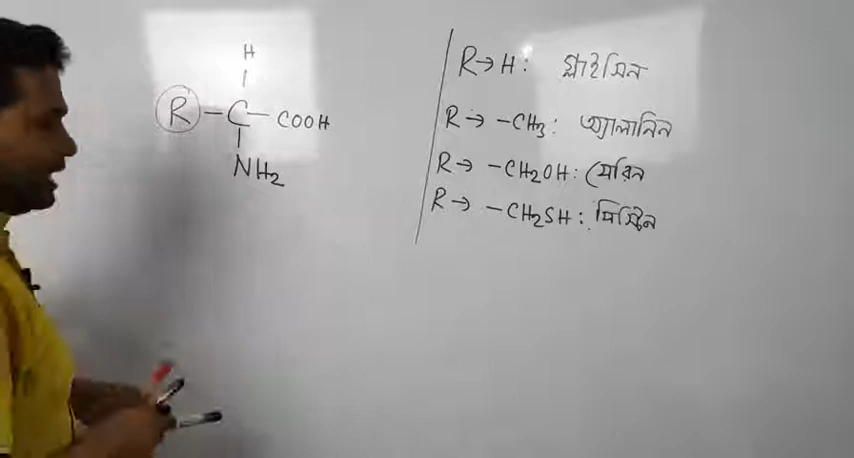 H
R – C – COOH
NH₂
R → H : গ্লাইসিন
R → –CH₃ : অ্যালানিন
R → –CH₂OH : সেরিন
R → –CH₂SH : সিস্টিন